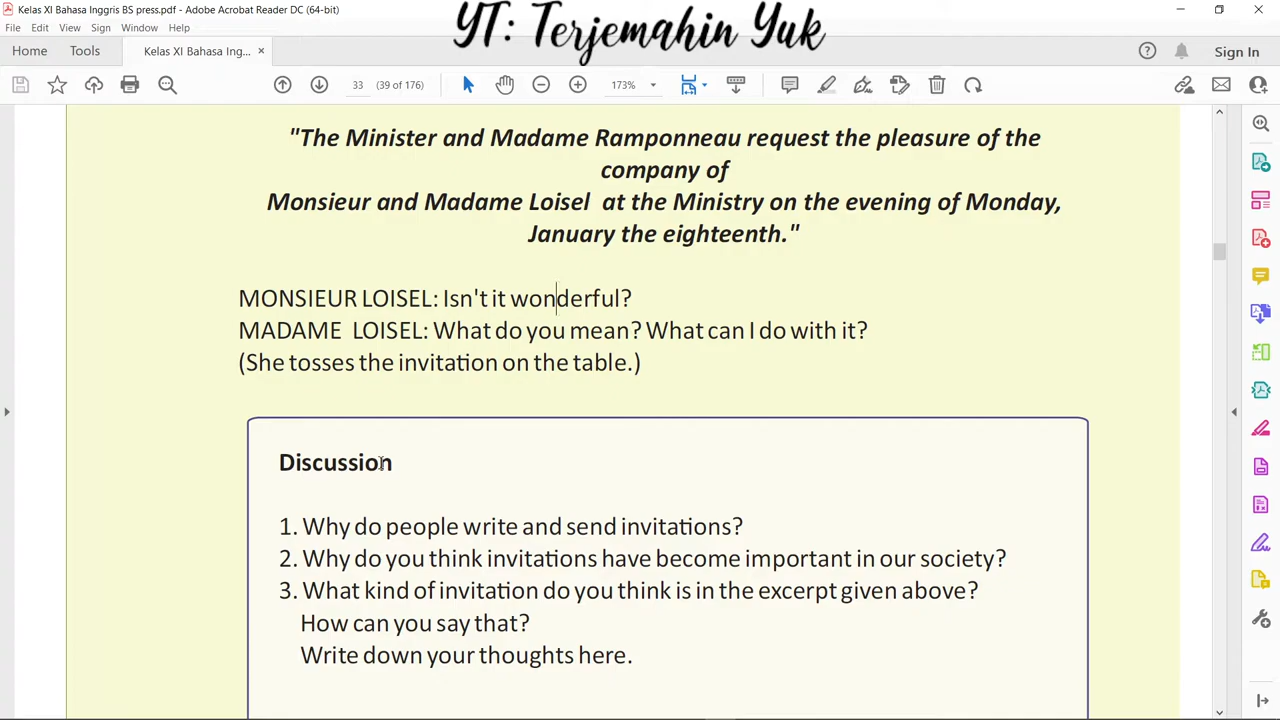 Kelas XI Bahasa Inggris BS press.pdf - Adobe Acrobat Reader DC (64-bit)
YT: Terjemahin Yuk
File Edit View Sign Window Help
Home Tools Kelas XI Bahasa Ing... × Sign In
33 (39 of 176) 173%
"The Minister and Madame Ramponneau request the pleasure of the
company of
Monsieur and Madame Loisel at the Ministry on the evening of Monday,
January the eighteenth."
MONSIEUR LOISEL: Isn't it wonderful?
MADAME LOISEL: What do you mean? What can I do with it?
(She tosses the invitation on the table.)
Discussion
1. Why do people write and send invitations?
2. Why do you think invitations have become important in our society?
3. What kind of invitation do you think is in the excerpt given above?
How can you say that?
Write down your thoughts here.